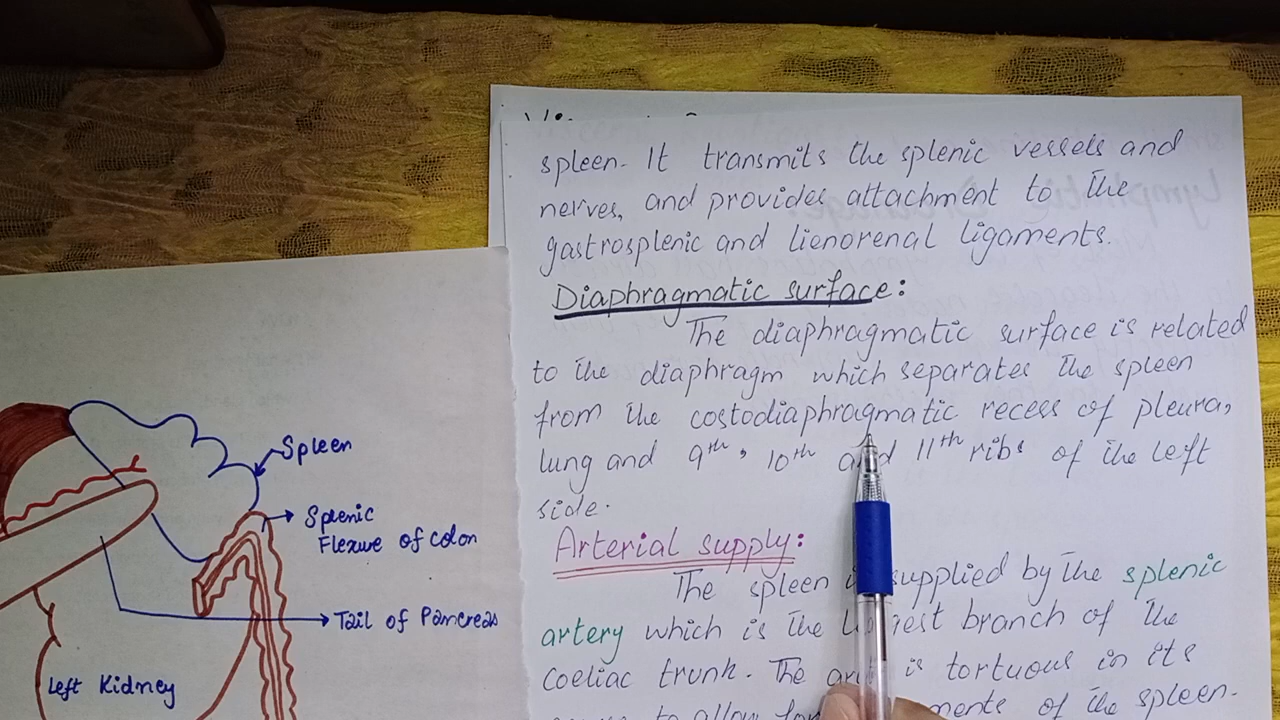 spleen. It transmits the splenic vessels and
nerves, and provides attachment to the
gastrosplenic and lienorenal ligaments.
Diaphragmatic surface:
The diaphragmatic surface is related
to the diaphragm which separates the spleen
from the costodiaphragmatic recess of pleura,
lung and 9th, 10th and 11th ribs of the left
side.
Arterial supply:
The spleen is supplied by the splenic
artery which is the largest branch of the
coeliac trunk. The is tortuous in its
to allow of the spleen.
Spleen
Splenic
Flexure of colon
Tail of Pancreas
Left Kidney